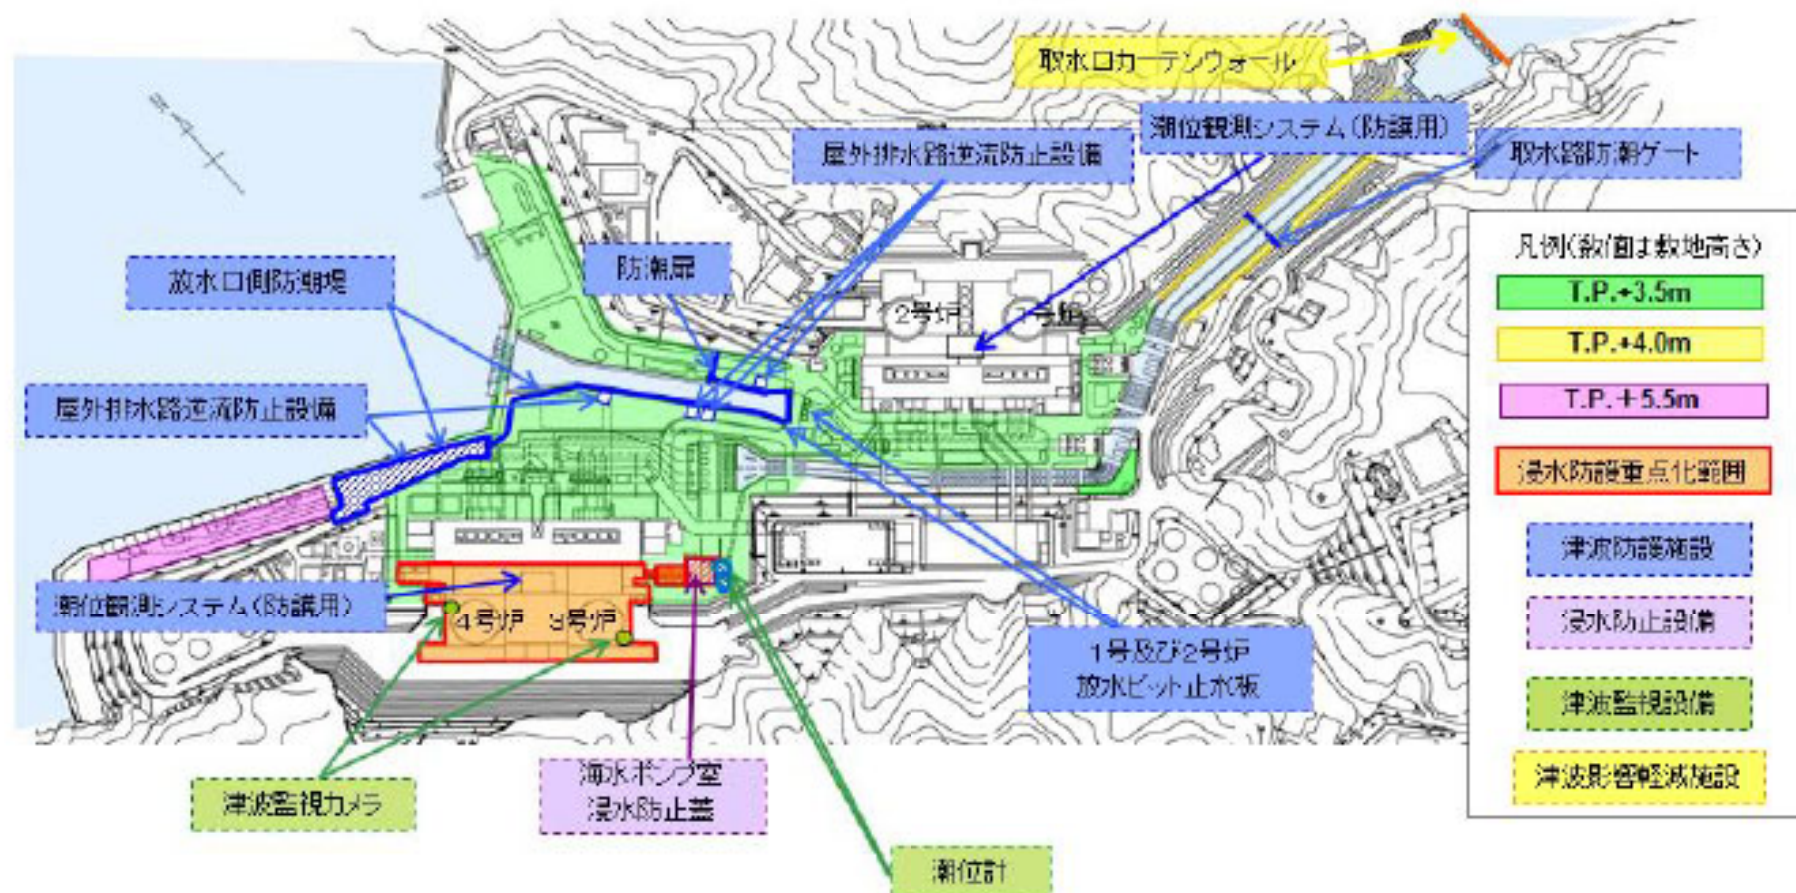 取水口カーテンウォール
潮位観測システム(防護用)
屋外排水路逆流防止設備
取水路防潮ゲート
防潮扉
放水口側防潮堤
2号炉
1号炉
屋外排水路逆流防止設備
潮位観測システム(防護用)
4号炉
3号炉
1号及び2号炉
放水ピット止水板
津波監視カメラ
海水ポンプ室
浸水防止蓋
潮位計
凡例(数値は敷地高さ)
T.P.+3.5m
T.P.+4.0m
T.P.+5.5m
浸水防護重点化範囲
津波防護施設
浸水防止設備
津波監視設備
津波影響軽減施設